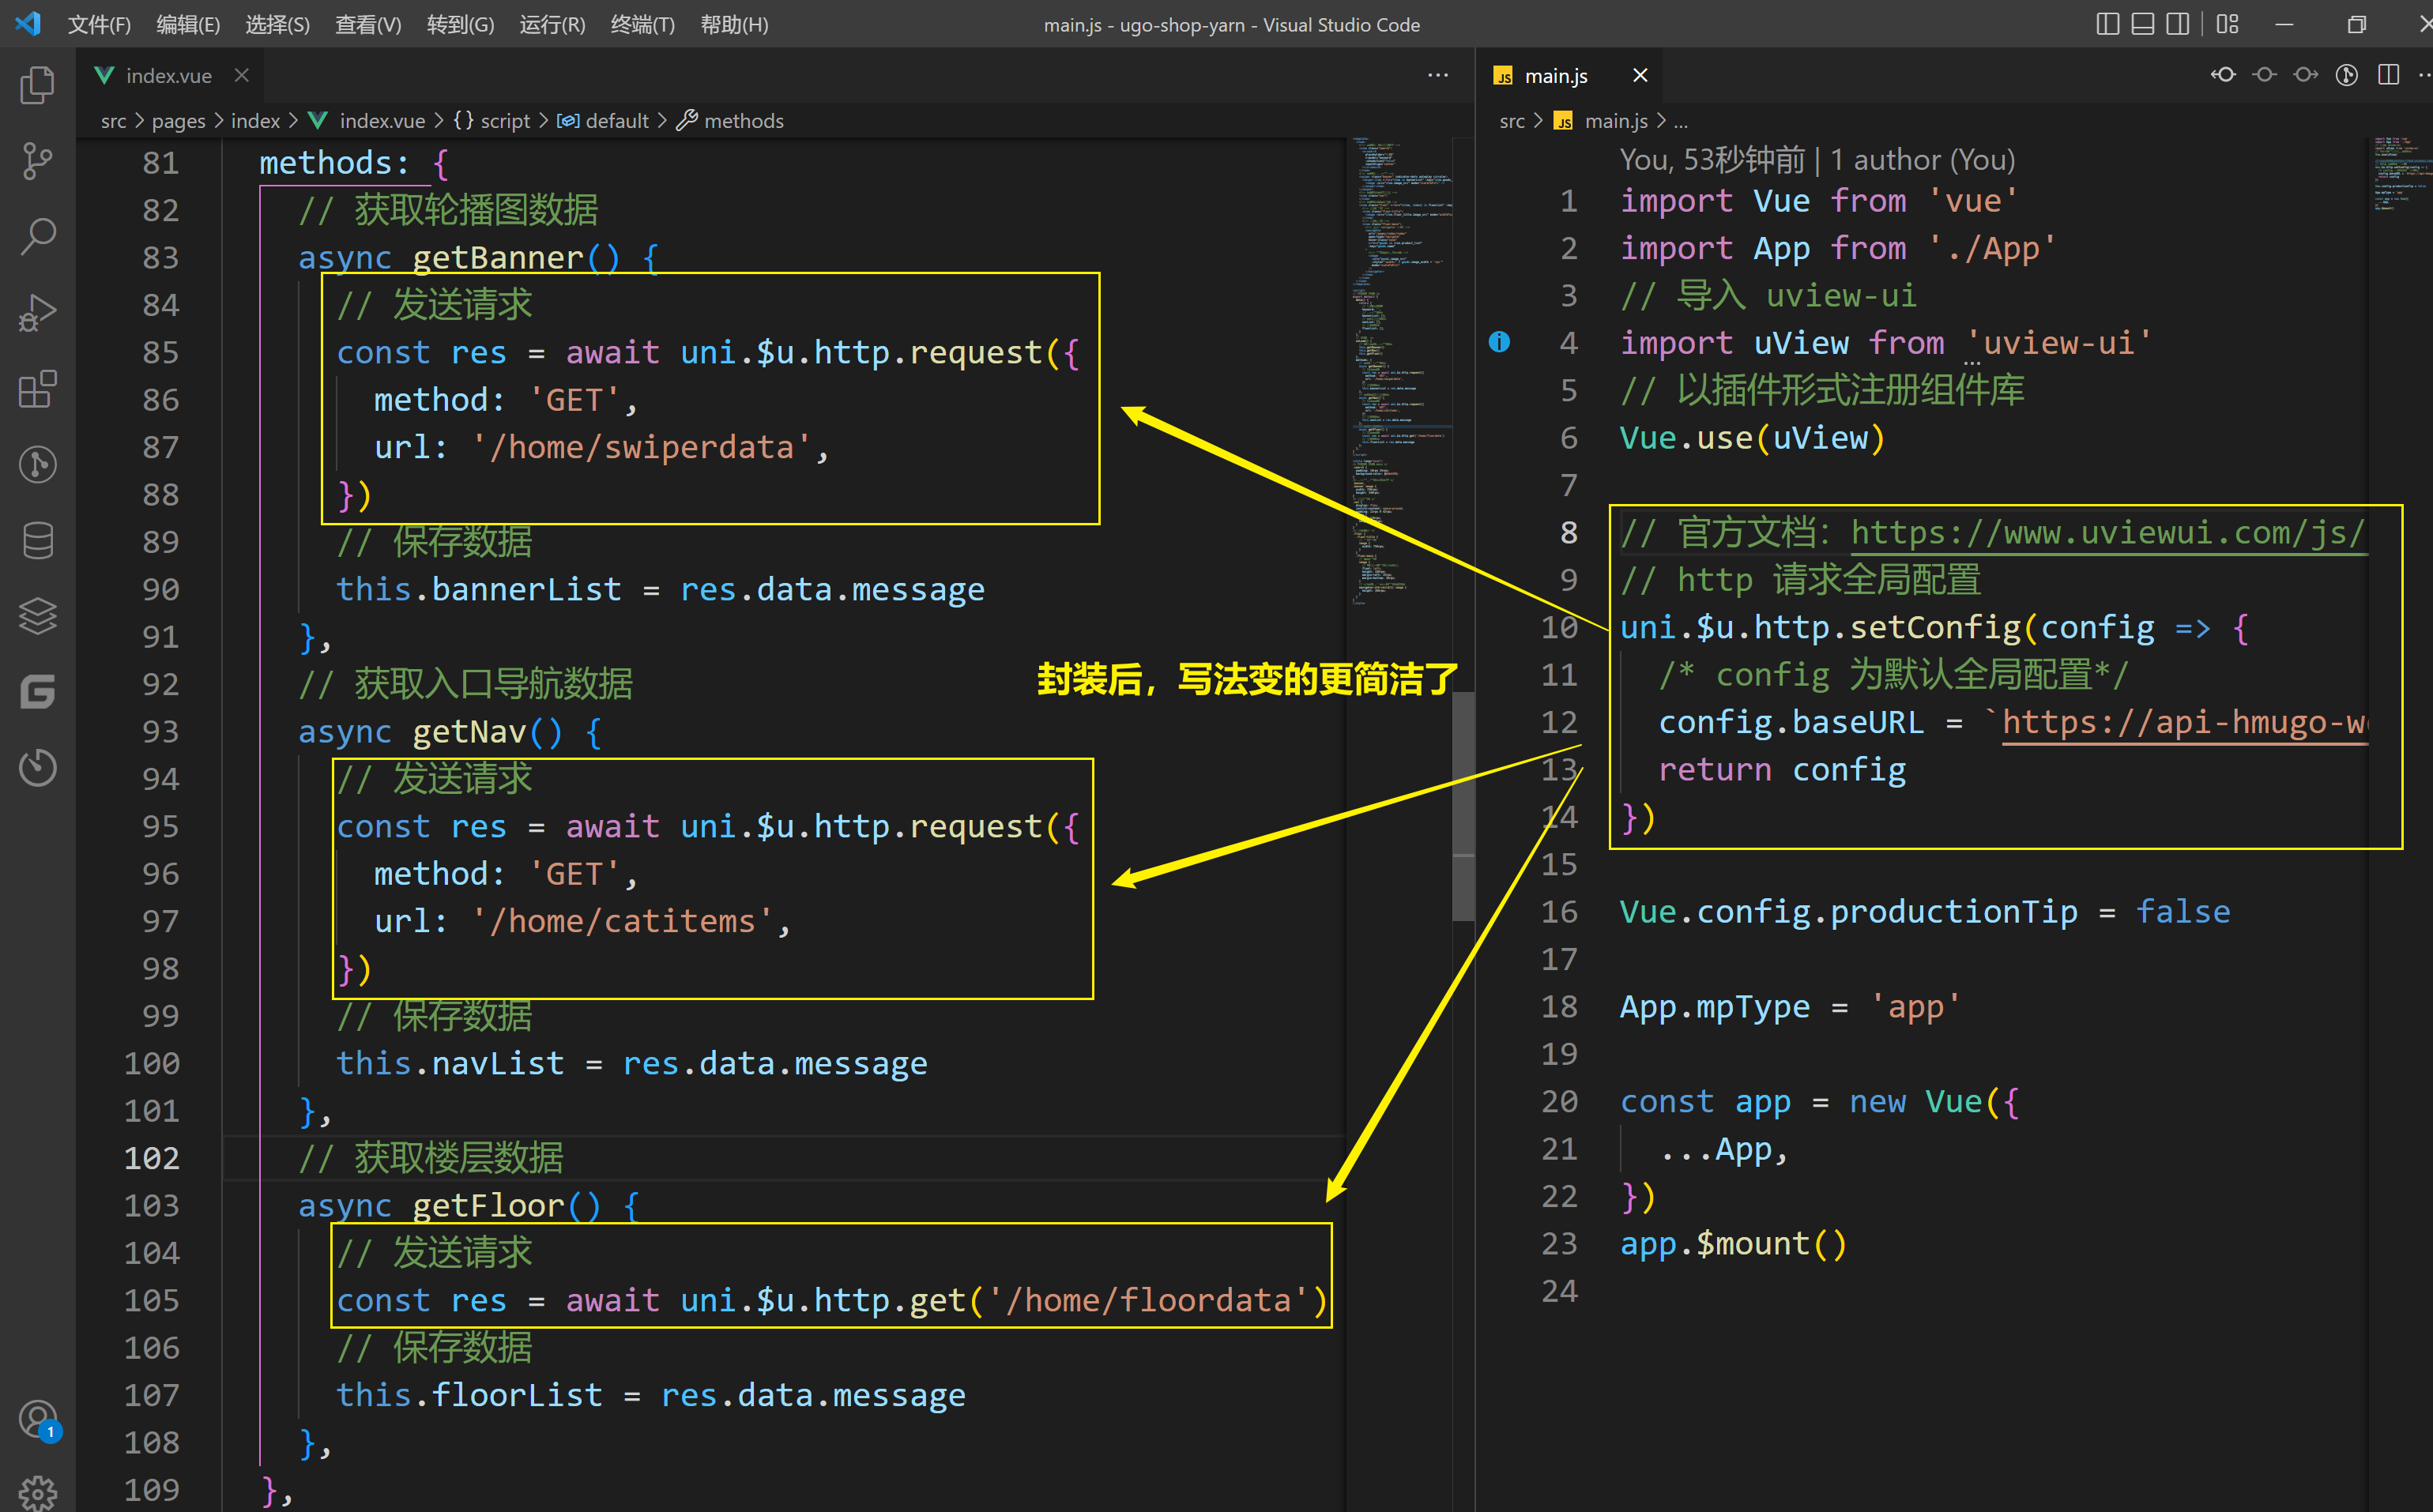 文件(F) 编辑(E) 选择(S) 查看(V) 转到(G) 运行(R) 终端(T) 帮助(H) main.js - ugo-shop-yarn - Visual Studio Code
index.vue
src > pages > index > index.vue > {} script > default > methods
81 methods: {
82 // 获取轮播图数据
83 async getBanner() {
84 // 发送请求
85 const res = await uni.$u.http.request({
86 method: 'GET',
87 url: '/home/swiperdata',
88 })
89 // 保存数据
90 this.bannerList = res.data.message
91 },
92 // 获取入口导航数据
93 async getNav() {
94 // 发送请求
95 const res = await uni.$u.http.request({
96 method: 'GET',
97 url: '/home/catitems',
98 })
99 // 保存数据
100 this.navList = res.data.message
101 },
102 // 获取楼层数据
103 async getFloor() {
104 // 发送请求
105 const res = await uni.$u.http.get('/home/floordata')
106 // 保存数据
107 this.floorList = res.data.message
108 },
109 },
封装后，写法变的更简洁了
JS main.js
src > JS main.js > ...
You, 53秒钟前 | 1 author (You)
1 import Vue from 'vue'
2 import App from './App'
3 // 导入 uview-ui
4 import uView from 'uview-ui'
5 // 以插件形式注册组件库
6 Vue.use(uView)
7
8 // 官方文档：https://www.uviewui.com/js/
9 // http 请求全局配置
10 uni.$u.http.setConfig(config => {
11 /* config 为默认全局配置*/
12 config.baseURL = `https://api-hmugo-w
13 return config
14 })
15
16 Vue.config.productionTip = false
17
18 App.mpType = 'app'
19
20 const app = new Vue({
21 ...App,
22 })
23 app.$mount()
24
1